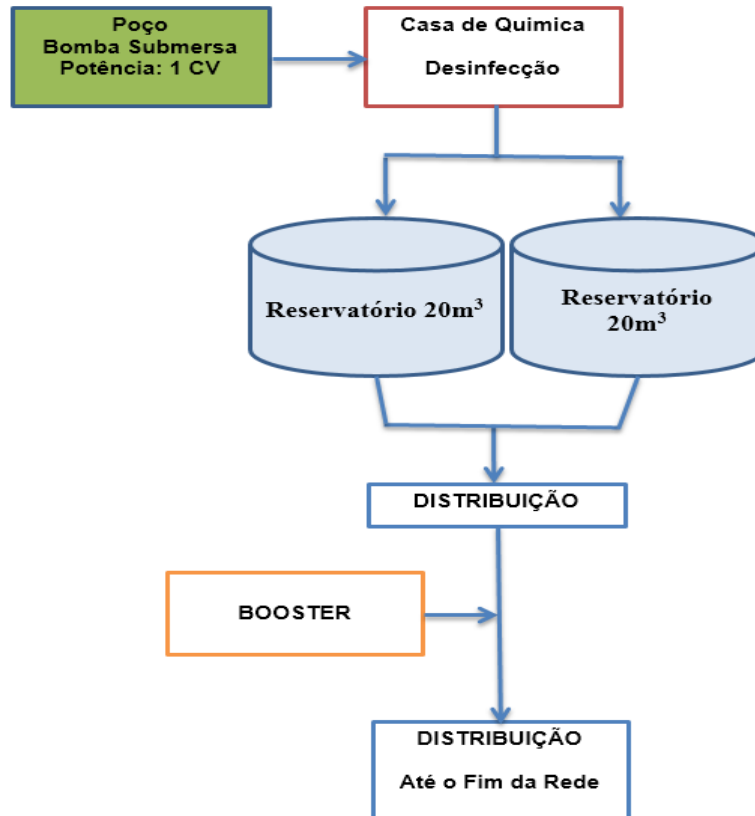 Poço
Bomba Submersa
Potência: 1 CV
Casa de Quimica
Desinfecção
Reservatório 20m³
Reservatório
20m³
DISTRIBUIÇÃO
BOOSTER
DISTRIBUIÇÃO
Até o Fim da Rede